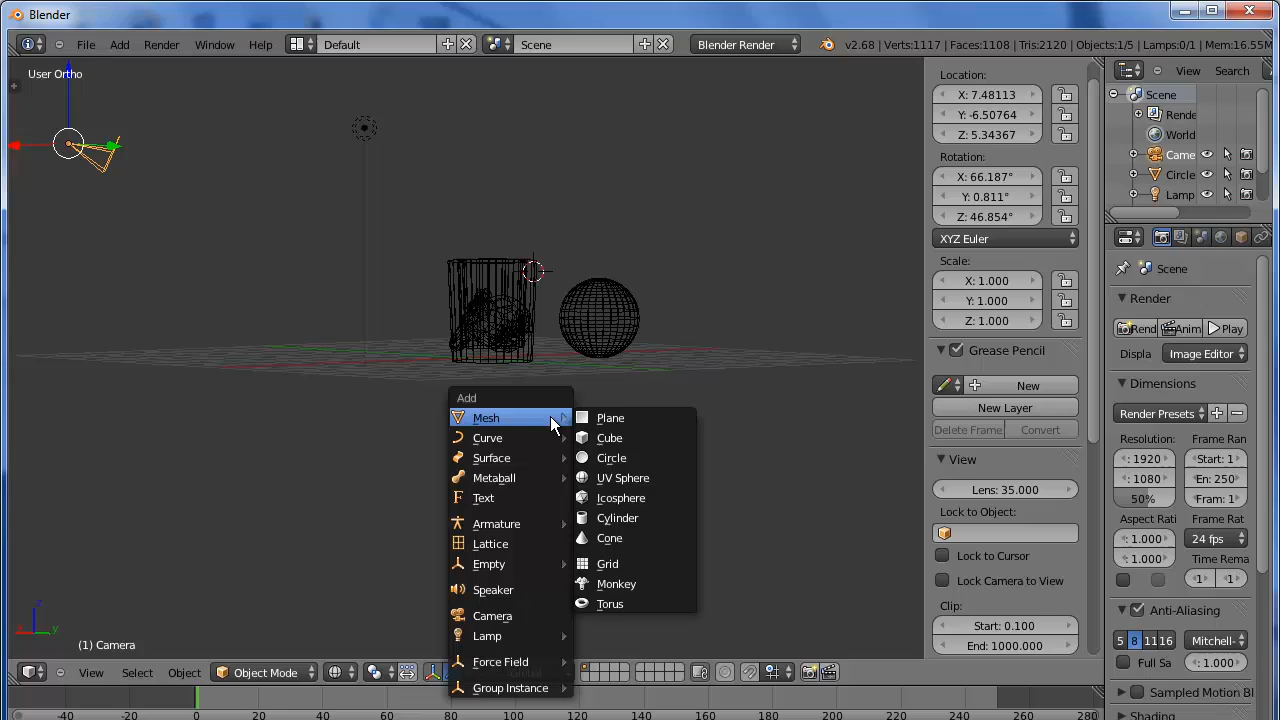 Blender
File Add Render Window Help Default Scene Blender Render v2.68 | Verts:1117 | Faces:1108 | Tris:2120 | Objects:1/5 | Lamps:0/1 | Mem:16.55M
User Ortho
Location:
X: 7.48113
Y: -6.50764
Z: 5.34367
Rotation:
X: 66.187°
Y: 0.811°
Z: 46.854°
XYZ Euler
Scale:
X: 1.000
Y: 1.000
Z: 1.000
Grease Pencil
New
New Layer
Delete Frame Convert
View
Lens: 35.000
Lock to Object:
Lock to Cursor
Lock Camera to View
Clip:
Start: 0.100
End: 1000.000
View Search
Scene
Rende
World
Came
Circle
Lamp
Scene
Render
Rend Anim Play
Displa Image Editor
Dimensions
Render Presets
Resolution: Frame Ran
: 1920 Start: 1
: 1080 En: 250
50% Fram: 1
Aspect Rati Frame Rat
: 1.000 24 fps
: 1.000 Time Rema
1 1
Anti-Aliasing
5 8 11 16 Mitchell-
Full Sa : 1.000
Sampled Motion Bl
Shading
Add
Mesh
Curve
Surface
Metaball
Text
Armature
Lattice
Empty
Speaker
Camera
Lamp
Force Field
Group Instance
Plane
Cube
Circle
UV Sphere
Icosphere
Cylinder
Cone
Grid
Monkey
Torus
z
x y
(1) Camera
View Select Object Object Mode
-40 -20 0 20 40 60 80 100 120 140 160 180 200 220 240 260 280